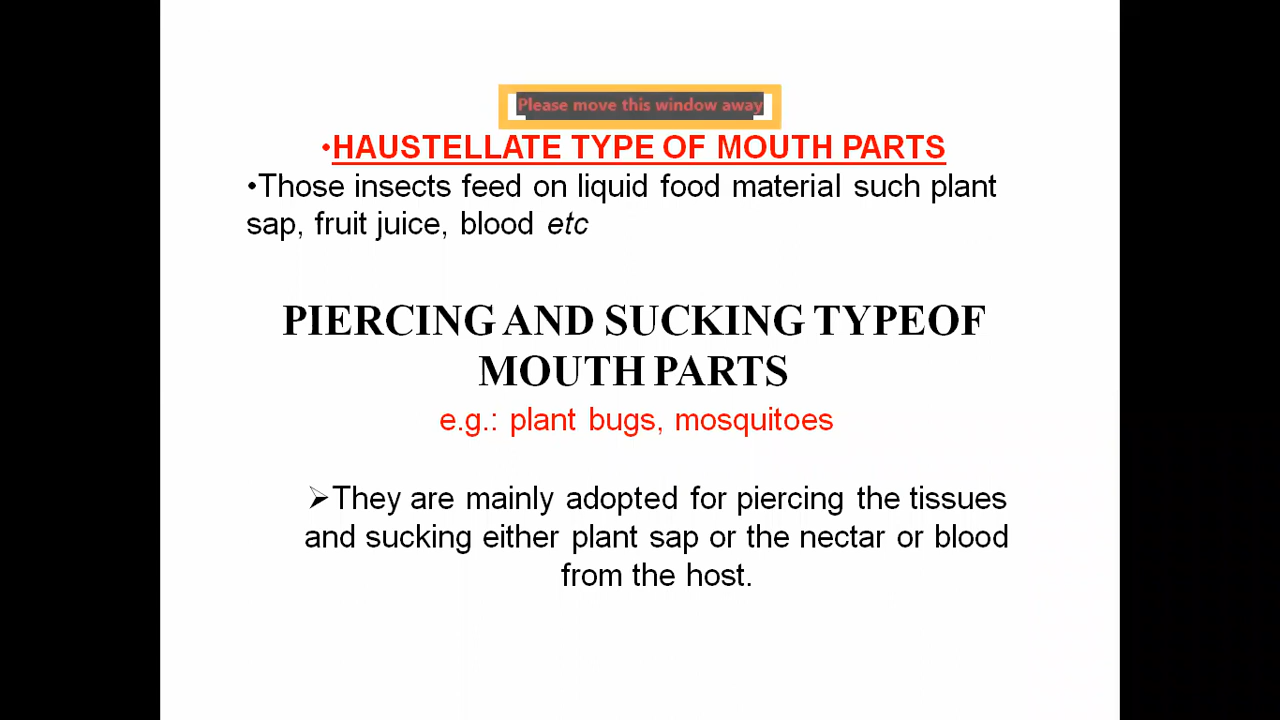 Please move this window away
•HAUSTELLATE TYPE OF MOUTH PARTS
•Those insects feed on liquid food material such plant
sap, fruit juice, blood etc
PIERCING AND SUCKING TYPEOF
MOUTH PARTS
e.g.: plant bugs, mosquitoes
➢They are mainly adopted for piercing the tissues
and sucking either plant sap or the nectar or blood
from the host.